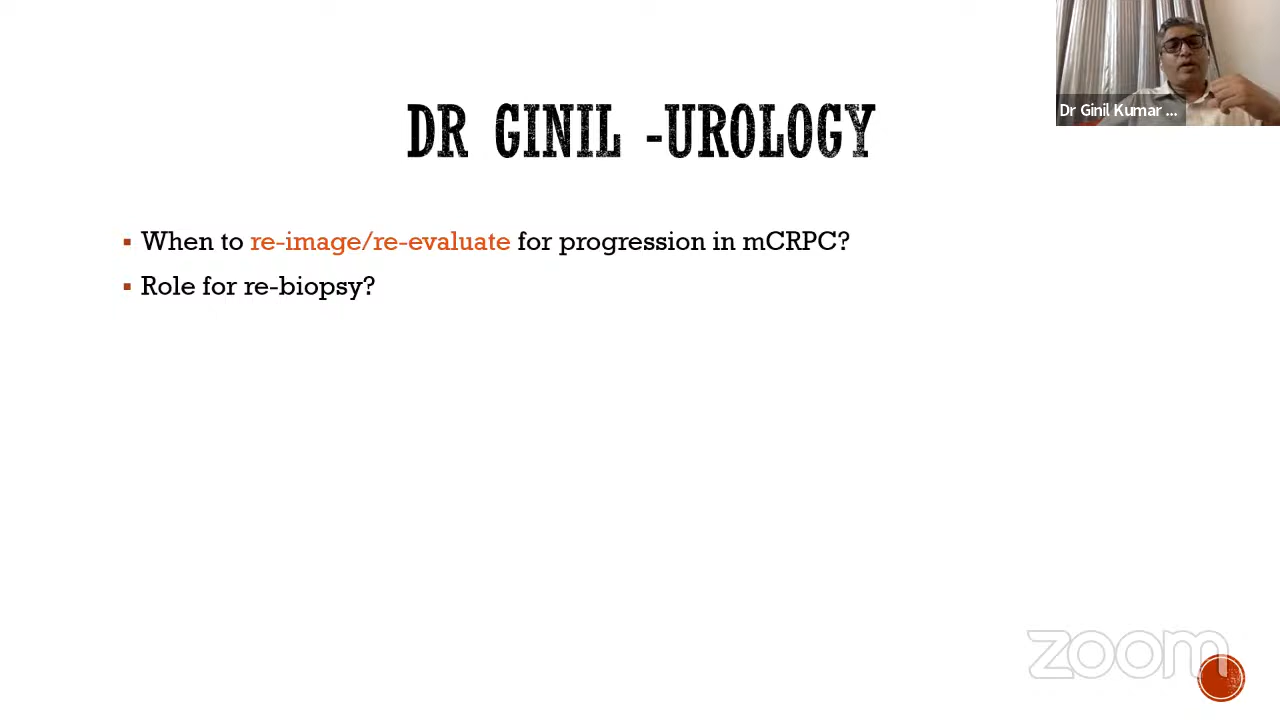 Dr Ginil Kumar ...
DR GINIL -UROLOGY
When to re-image/re-evaluate for progression in mCRPC?
Role for re-biopsy?
zoom